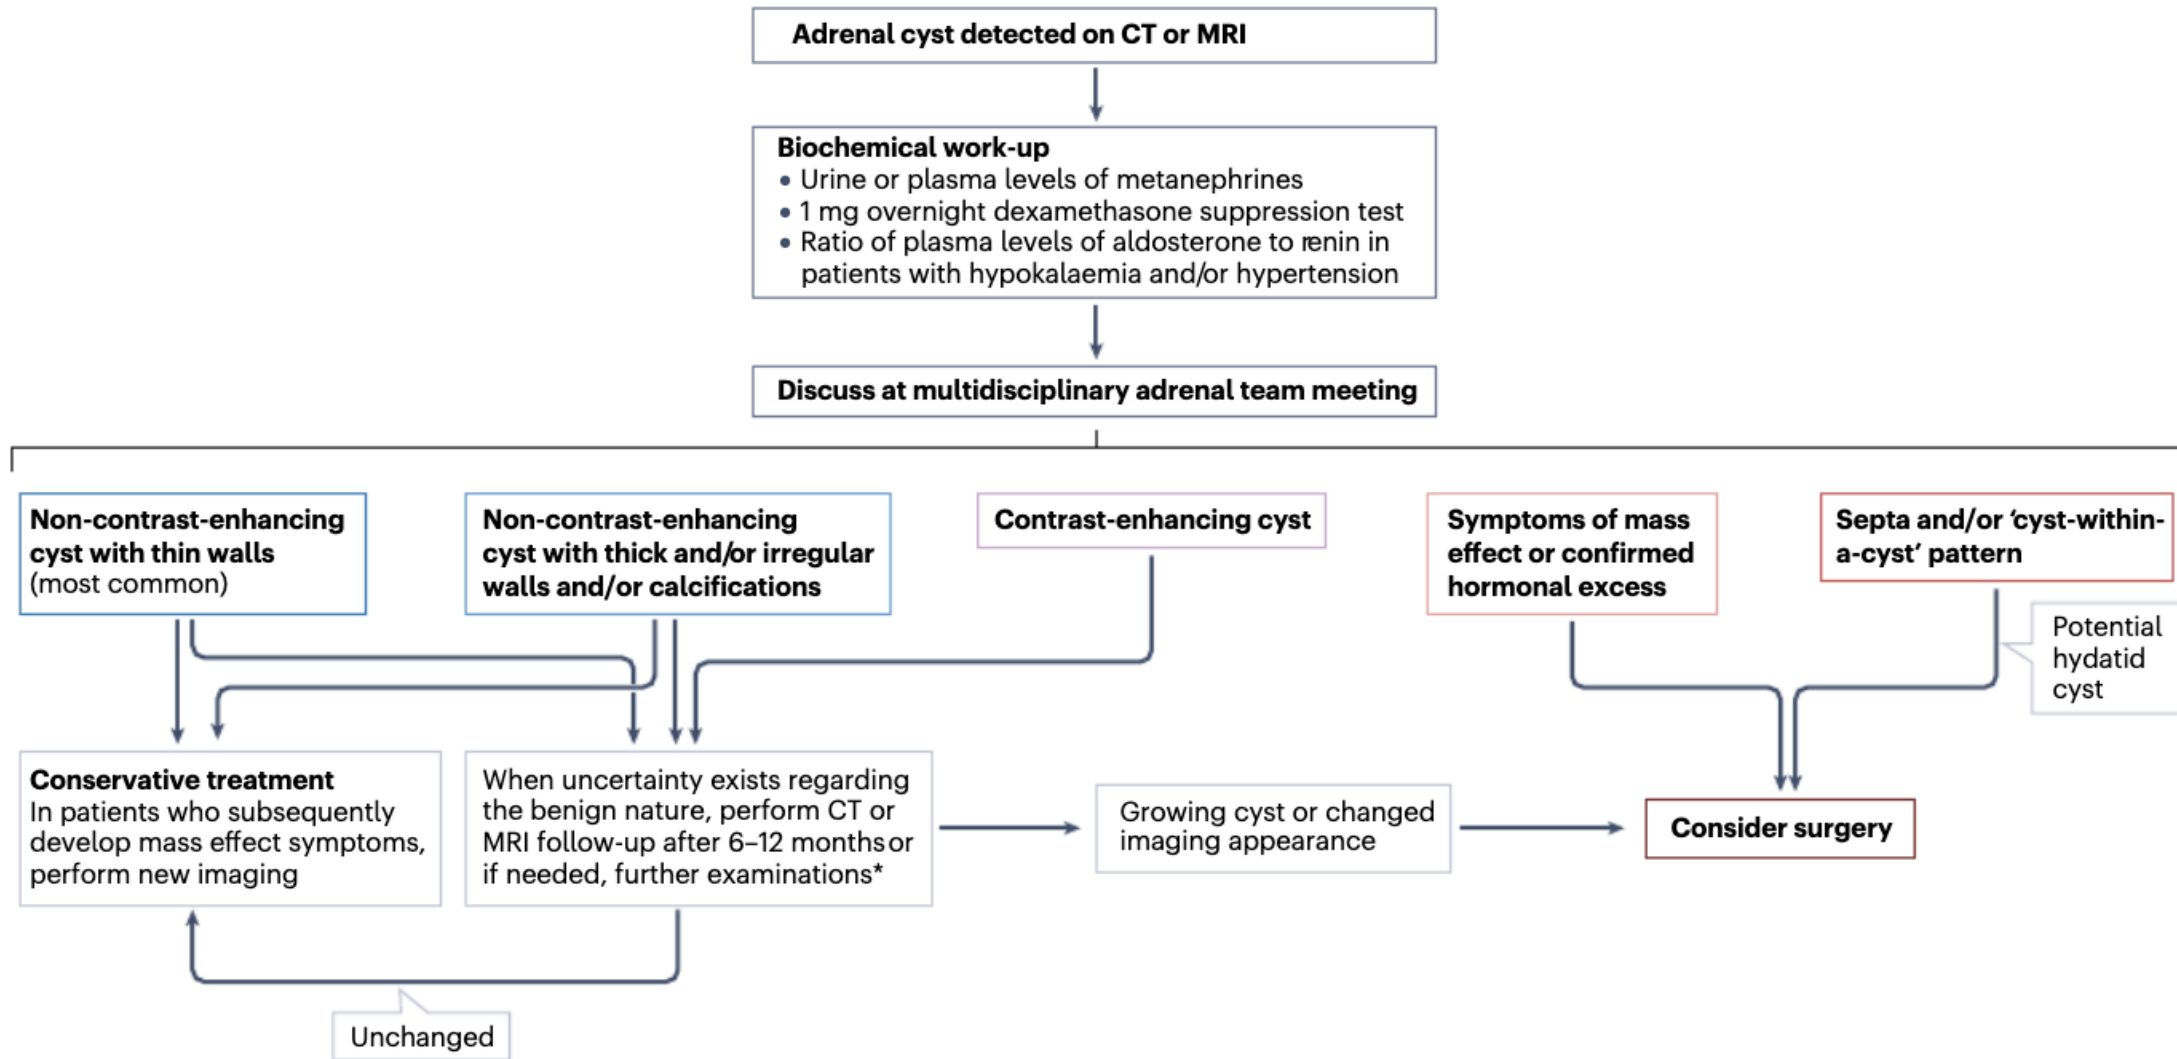 Adrenal cyst detected on CT or MRI
Biochemical work-up
• Urine or plasma levels of metanephrines
• 1 mg overnight dexamethasone suppression test
• Ratio of plasma levels of aldosterone to renin in
patients with hypokalaemia and/or hypertension
Discuss at multidisciplinary adrenal team meeting
Non-contrast-enhancing
cyst with thin walls
(most common)
Non-contrast-enhancing
cyst with thick and/or irregular
walls and/or calcifications
Contrast-enhancing cyst
Symptoms of mass
effect or confirmed
hormonal excess
Septa and/or ‘cyst-within-
a-cyst’ pattern
Potential
hydatid
cyst
Conservative treatment
In patients who subsequently
develop mass effect symptoms,
perform new imaging
When uncertainty exists regarding
the benign nature, perform CT or
MRI follow-up after 6–12 months or
if needed, further examinations*
Growing cyst or changed
imaging appearance
Consider surgery
Unchanged